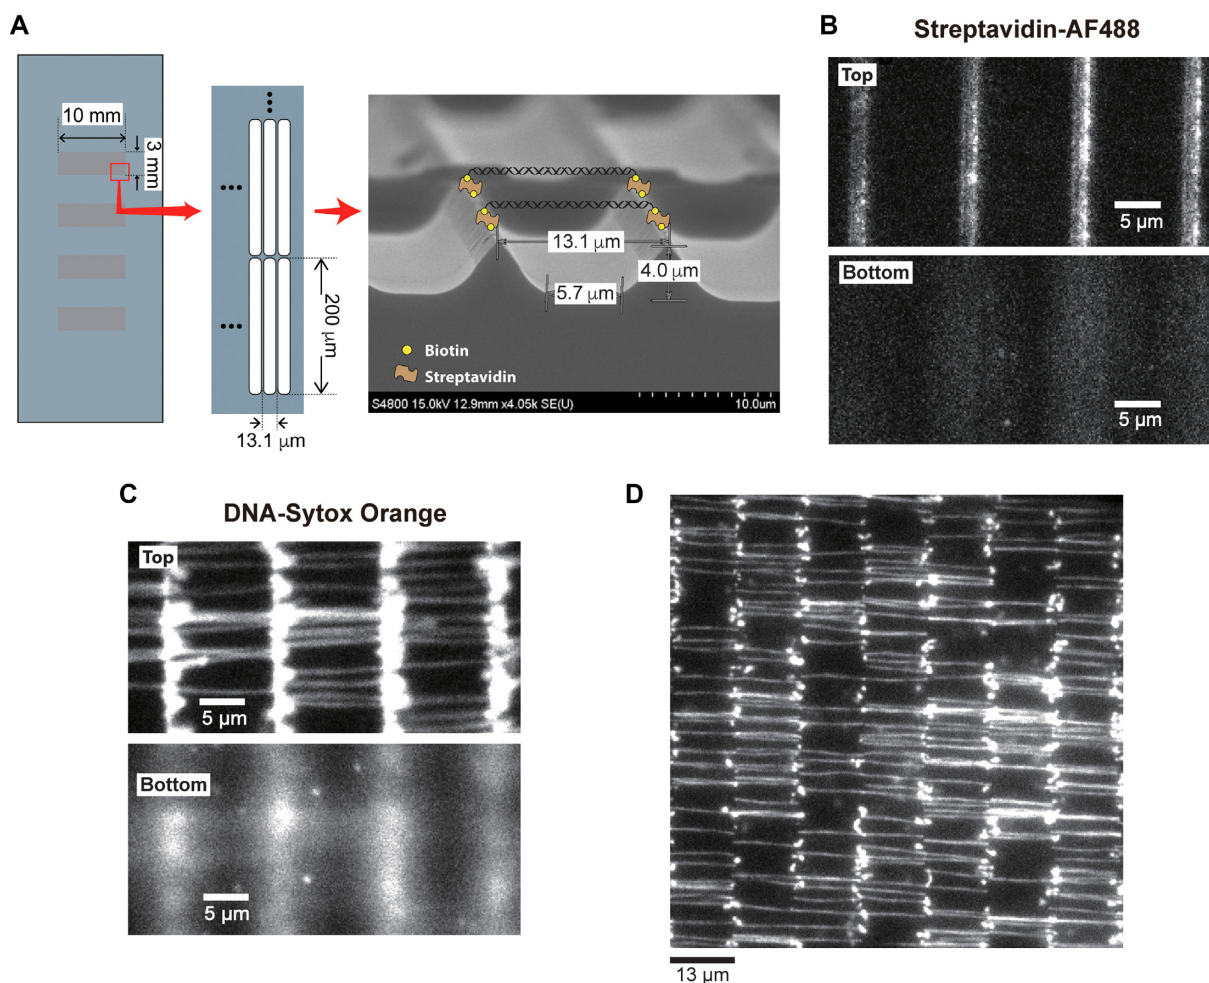 A
10 mm
3 mm
200 μm
13.1 μm
13.1 μm
4.0 μm
5.7 μm
Biotin
Streptavidin
S4800 15.0kV 12.9mm x4.05k SE(U)
10.0um
B
Streptavidin-AF488
Top
5 μm
Bottom
5 μm
C
DNA-Sytox Orange
Top
5 μm
Bottom
5 μm
D
13 μm